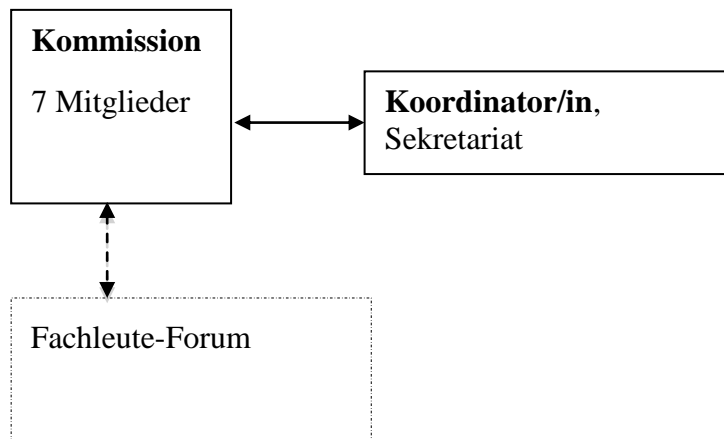 Kommission
7 Mitglieder
Koordinator/in,
Sekretariat
Fachleute-Forum